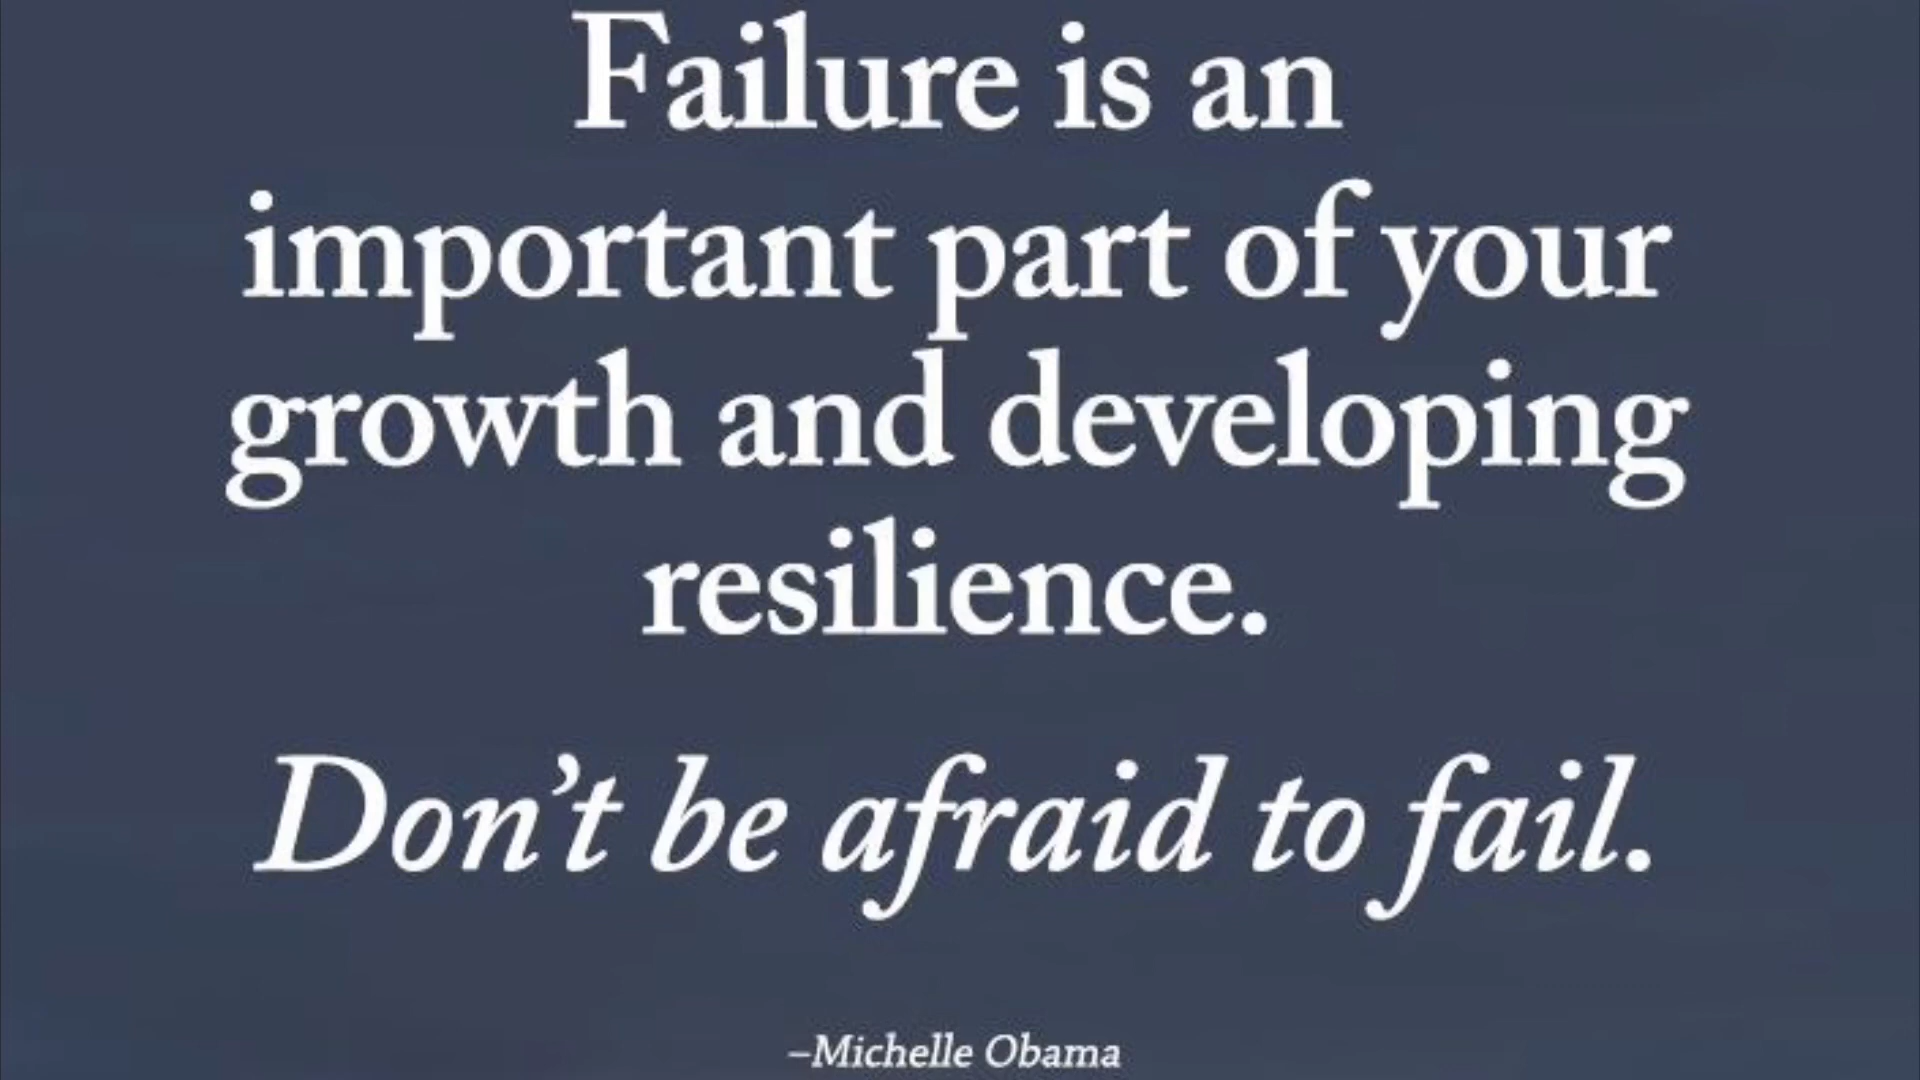 Failure is an
important part of your
growth and developing
resilience.
Don’t be afraid to fail.
–Michelle Obama